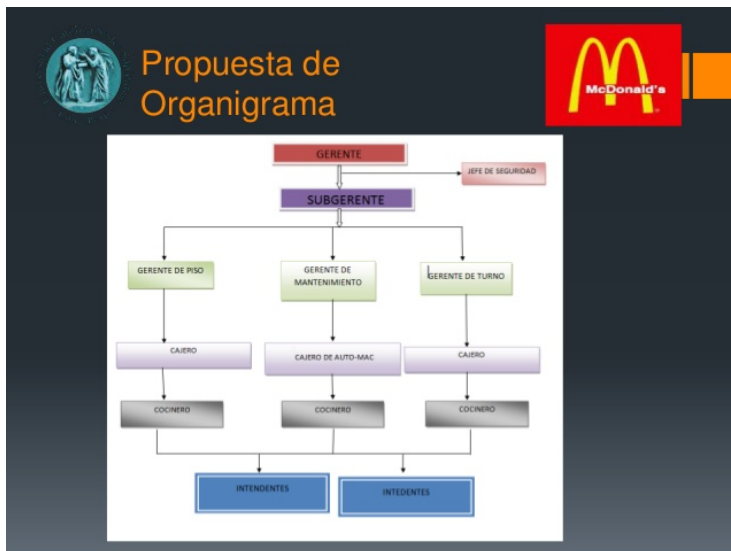 Propuesta de
Organigrama
McDonald's
GERENTE
JEFE DE SEGURIDAD
SUBGERENTE
GERENTE DE PISO
GERENTE DE
MANTENIMIENTO
GERENTE DE TURNO
CAJERO
CAJERO DE AUTO-MAC
CAJERO
COCINERO
COCINERO
COCINERO
INTENDENTES
INTEDENTES